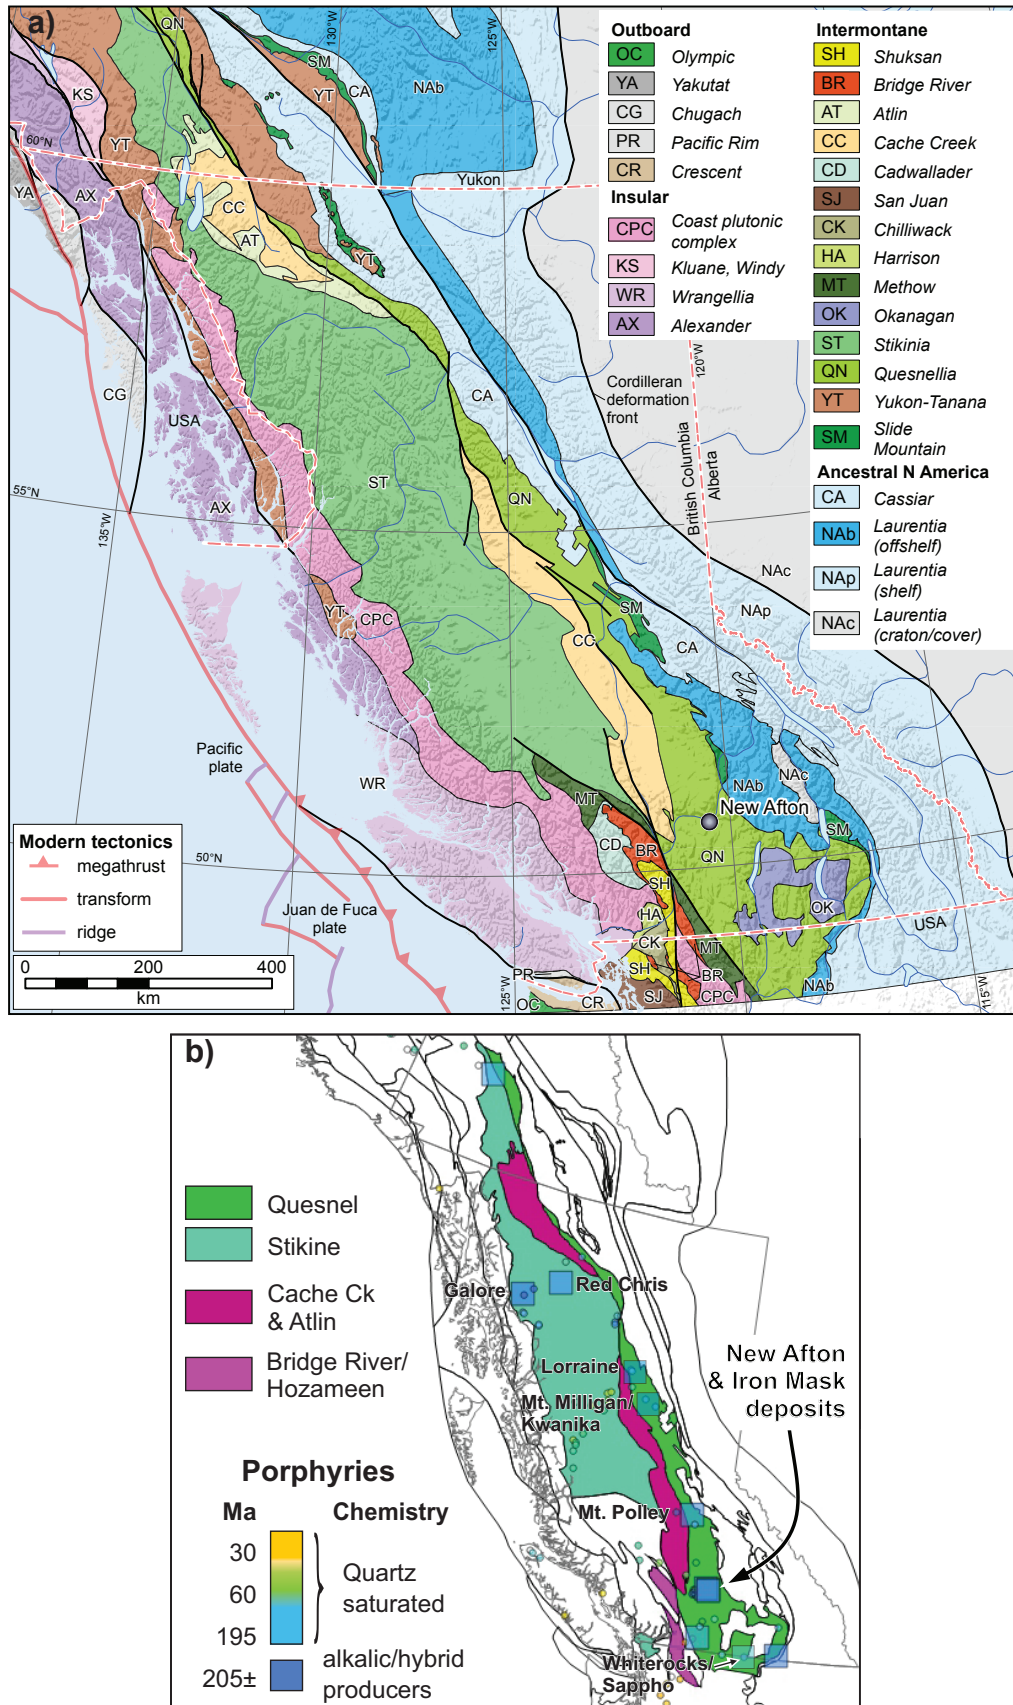 a)
QN
130°W
125°W
SM
YT
CA
NAb
KS
60°N
YT
YA
AX
CC
AT
YT
Yukon
Outboard
OC Olympic
YA Yakutat
CG Chugach
PR Pacific Rim
CR Crescent
Insular
CPC Coast plutonic
complex
KS Kluane, Windy
WR Wrangellia
AX Alexander
Intermontane
SH Shuksan
BR Bridge River
AT Atlin
CC Cache Creek
CD Cadwallader
SJ San Juan
CK Chilliwack
HA Harrison
MT Methow
OK Okanagan
ST Stikinia
QN Quesnellia
YT Yukon-Tanana
SM Slide
Mountain
Ancestral N America
CA Cassiar
NAb Laurentia
(offshelf)
NAp Laurentia
(shelf)
NAc Laurentia
(craton/cover)
120°W
Cordilleran
deformation
front
CA
CG
USA
ST
QN
British Columbia
Alberta
55°N
135°W
AX
NAc
YT
CPC
SM
NAp
CC
CA
Pacific
plate
WR
NAb
NAc
New Afton
MT
SM
CD
BR
QN
50°N
SH
OK
HA
USA
CK
MT
SH
BR
PR
CR
SJ
CPC
NAb
OC
125°W
115°W
Juan de Fuca
plate
Modern tectonics
megathrust
transform
ridge
0 200 400
km
b)
Quesnel
Stikine
Cache Ck
& Atlin
Bridge River/
Hozameen
Galore
Red Chris
Lorraine
Mt. Milligan/
Kwanika
New Afton
& Iron Mask
deposits
Mt. Polley
Whiterocks/
Sappho
Porphyries
Ma Chemistry
30
60
195
Quartz
saturated
205±
alkalic/hybrid
producers